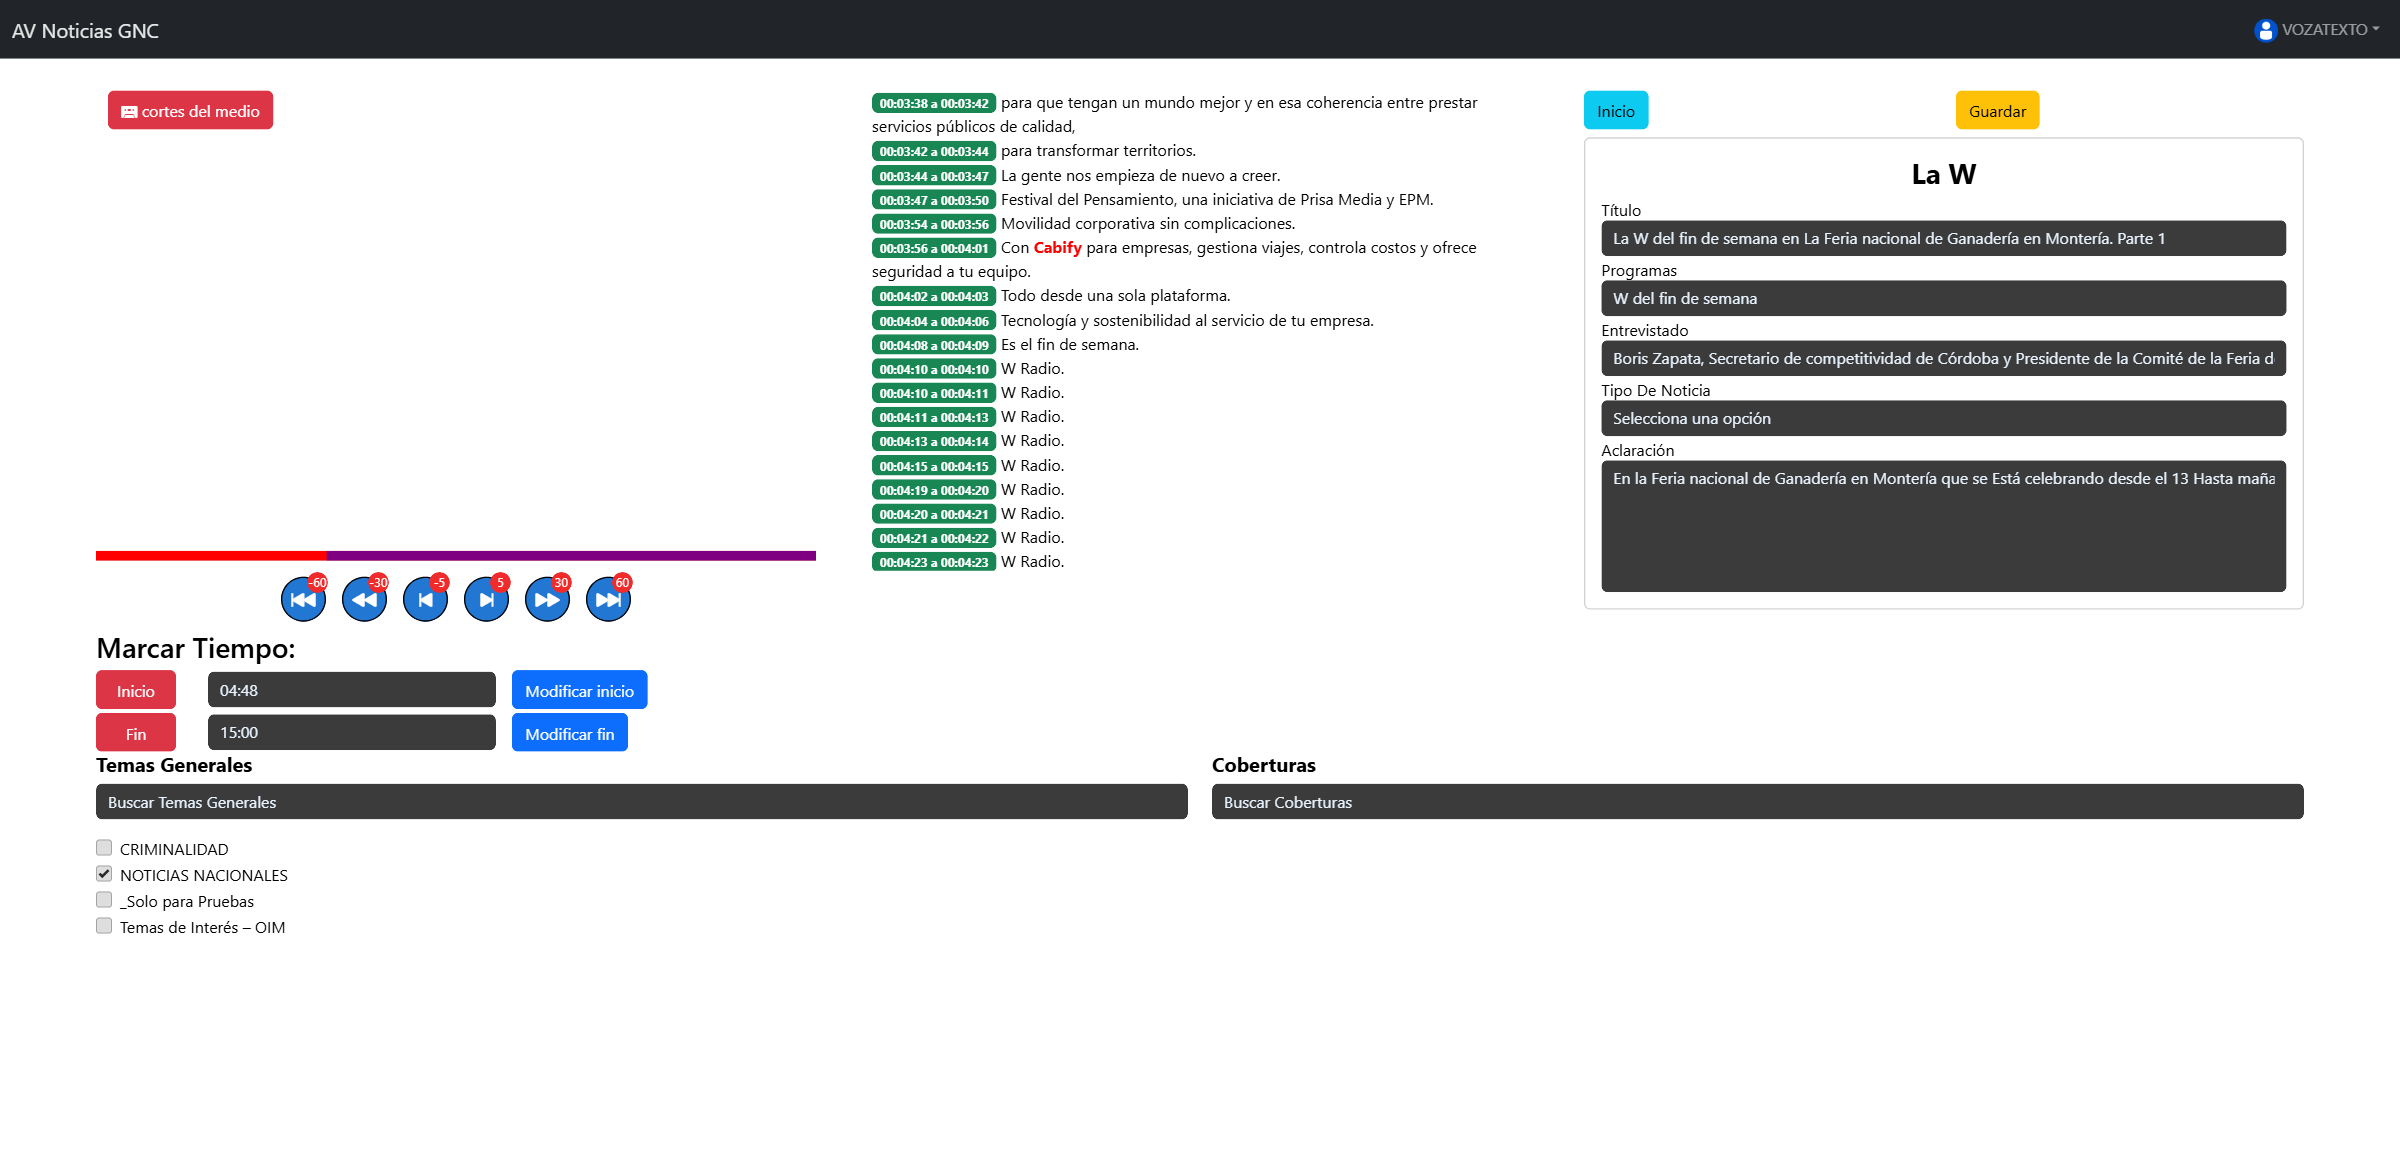 AV Noticias GNC
VOZATEXTO
cortes del medio
-60
-30
-5
5
30
60
Marcar Tiempo:
Inicio 04:48 Modificar inicio
Fin 15:00 Modificar fin
00:03:38 a 00:03:42 para que tengan un mundo mejor y en esa coherencia entre prestar
servicios públicos de calidad,
00:03:42 a 00:03:44 para transformar territorios.
00:03:44 a 00:03:47 La gente nos empieza de nuevo a creer.
00:03:47 a 00:03:50 Festival del Pensamiento, una iniciativa de Prisa Media y EPM.
00:03:54 a 00:03:56 Movilidad corporativa sin complicaciones.
00:03:56 a 00:04:01 Con Cabify para empresas, gestiona viajes, controla costos y ofrece
seguridad a tu equipo.
00:04:02 a 00:04:03 Todo desde una sola plataforma.
00:04:04 a 00:04:06 Tecnología y sostenibilidad al servicio de tu empresa.
00:04:08 a 00:04:09 Es el fin de semana.
00:04:10 a 00:04:10 W Radio.
00:04:10 a 00:04:11 W Radio.
00:04:11 a 00:04:13 W Radio.
00:04:13 a 00:04:14 W Radio.
00:04:15 a 00:04:15 W Radio.
00:04:19 a 00:04:20 W Radio.
00:04:20 a 00:04:21 W Radio.
00:04:21 a 00:04:22 W Radio.
00:04:23 a 00:04:23 W Radio.
Inicio
Guardar
La W
Título
La W del fin de semana en La Feria nacional de Ganadería en Montería. Parte 1
Programas
W del fin de semana
Entrevistado
Boris Zapata, Secretario de competitividad de Córdoba y Presidente de la Comité de la Feria d
Tipo De Noticia
Selecciona una opción
Aclaración
En la Feria nacional de Ganadería en Montería que se Está celebrando desde el 13 Hasta maña
Temas Generales
Buscar Temas Generales
CRIMINALIDAD
NOTICIAS NACIONALES
_Solo para Pruebas
Temas de Interés – OIM
Coberturas
Buscar Coberturas